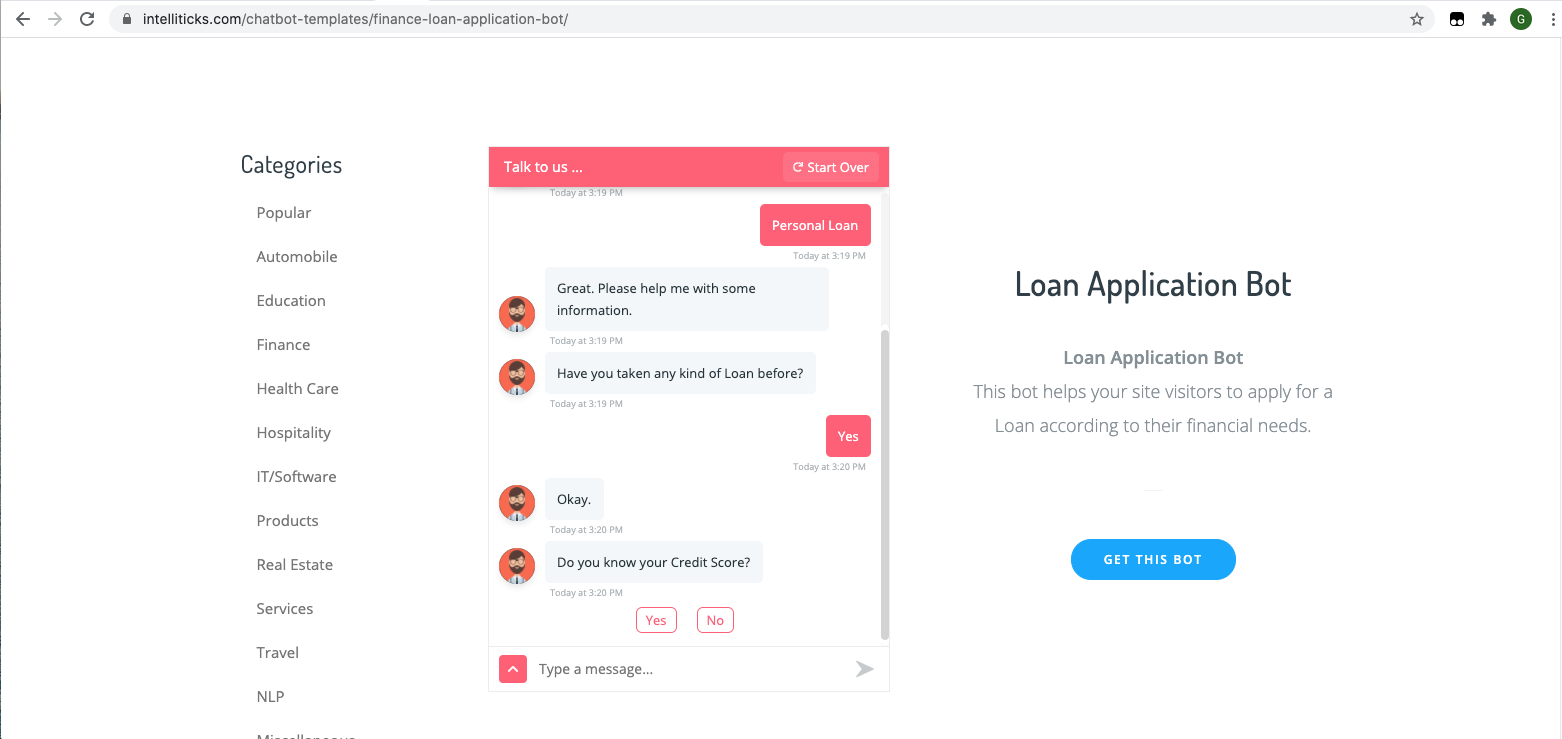 intelliticks.com/chatbot-templates/finance-loan-application-bot/
G
Categories
Popular
Automobile
Education
Finance
Health Care
Hospitality
IT/Software
Products
Real Estate
Services
Travel
NLP
Miscellaneous
Talk to us ...
Start Over
Today at 3:19 PM
Personal Loan
Today at 3:19 PM
Great. Please help me with some
information.
Today at 3:19 PM
Have you taken any kind of Loan before?
Today at 3:19 PM
Yes
Today at 3:20 PM
Okay.
Today at 3:20 PM
Do you know your Credit Score?
Today at 3:20 PM
Yes No
Type a message...
Loan Application Bot
Loan Application Bot
This bot helps your site visitors to apply for a
Loan according to their financial needs.
GET THIS BOT